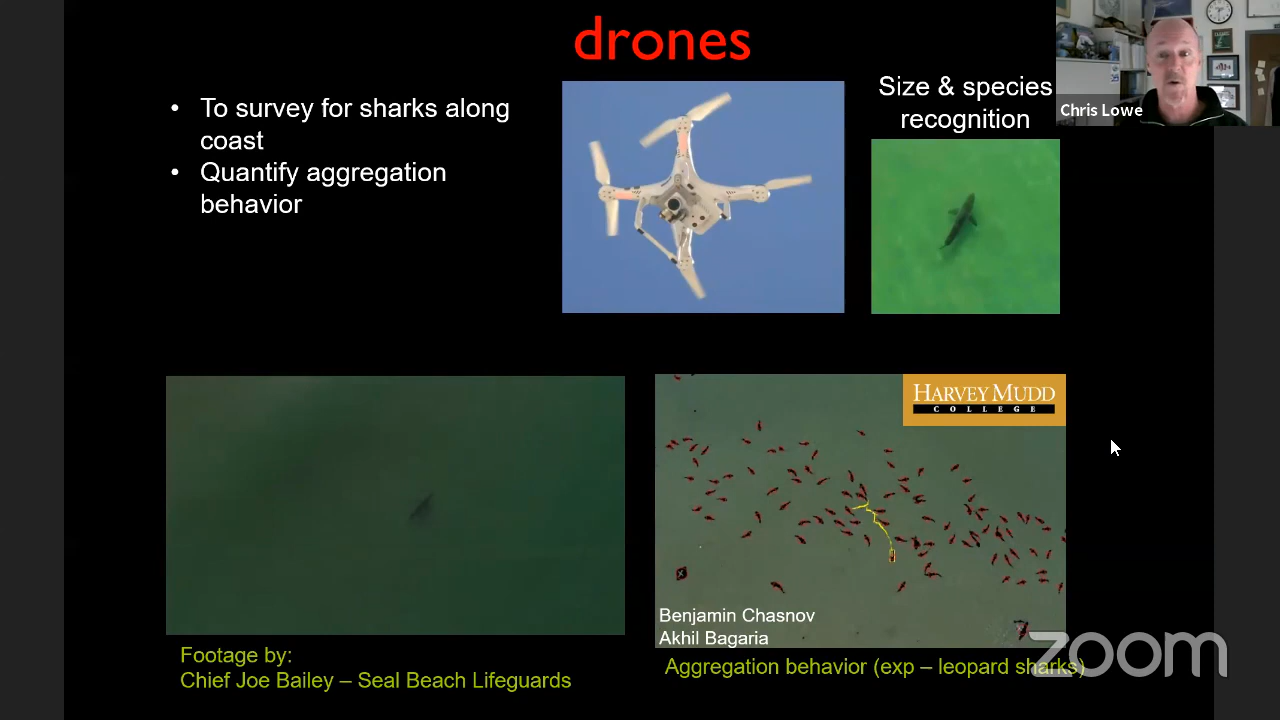 drones
• To survey for sharks along
coast
• Quantify aggregation
behavior
Size & species
recognition
Chris Lowe
HARVEY MUDD
COLLEGE
Benjamin Chasnov
Akhil Bagaria
Footage by:
Chief Joe Bailey – Seal Beach Lifeguards
Aggregation behavior (exp – leopard sharks)
zoom